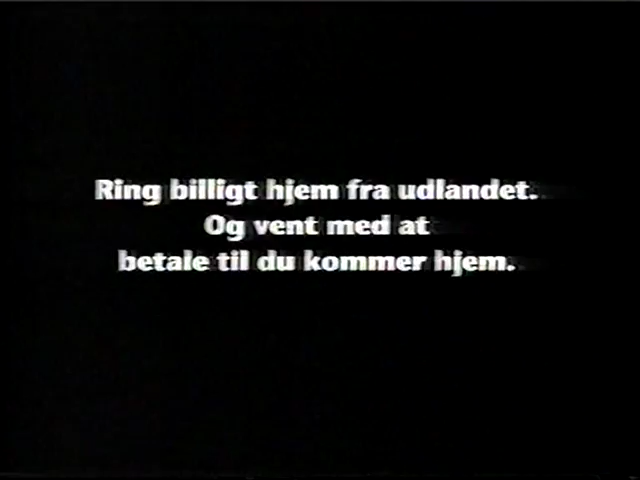 Ring billigt hjem fra udlandet.
Og vent med at
betale til du kommer hjem.